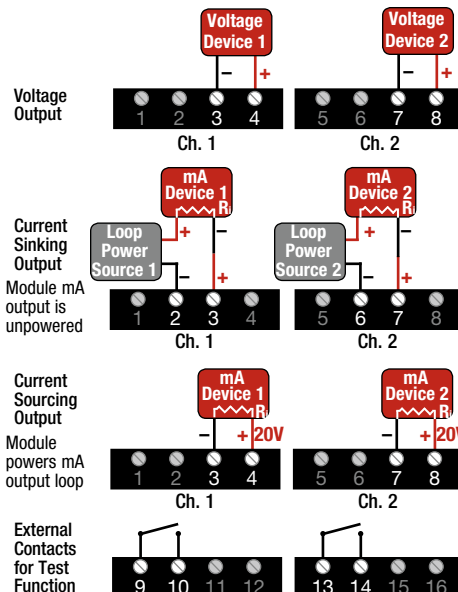 Voltage Device 1
Voltage Device 2
Voltage Output
– +
– +
1 2 3 4
5 6 7 8
Ch. 1
Ch. 2
Current Sinking Output
Module mA output is unpowered
mA Device 1
Ri
mA Device 2
Ri
Loop Power Source 1
+ –
– +
Loop Power Source 2
+ –
– +
1 2 3 4
5 6 7 8
Ch. 1
Ch. 2
Current Sourcing Output
Module powers mA output loop
mA Device 1
Ri
mA Device 2
Ri
– + 20V
– + 20V
1 2 3 4
5 6 7 8
Ch. 1
Ch. 2
External Contacts for Test Function
9 10 11 12
13 14 15 16